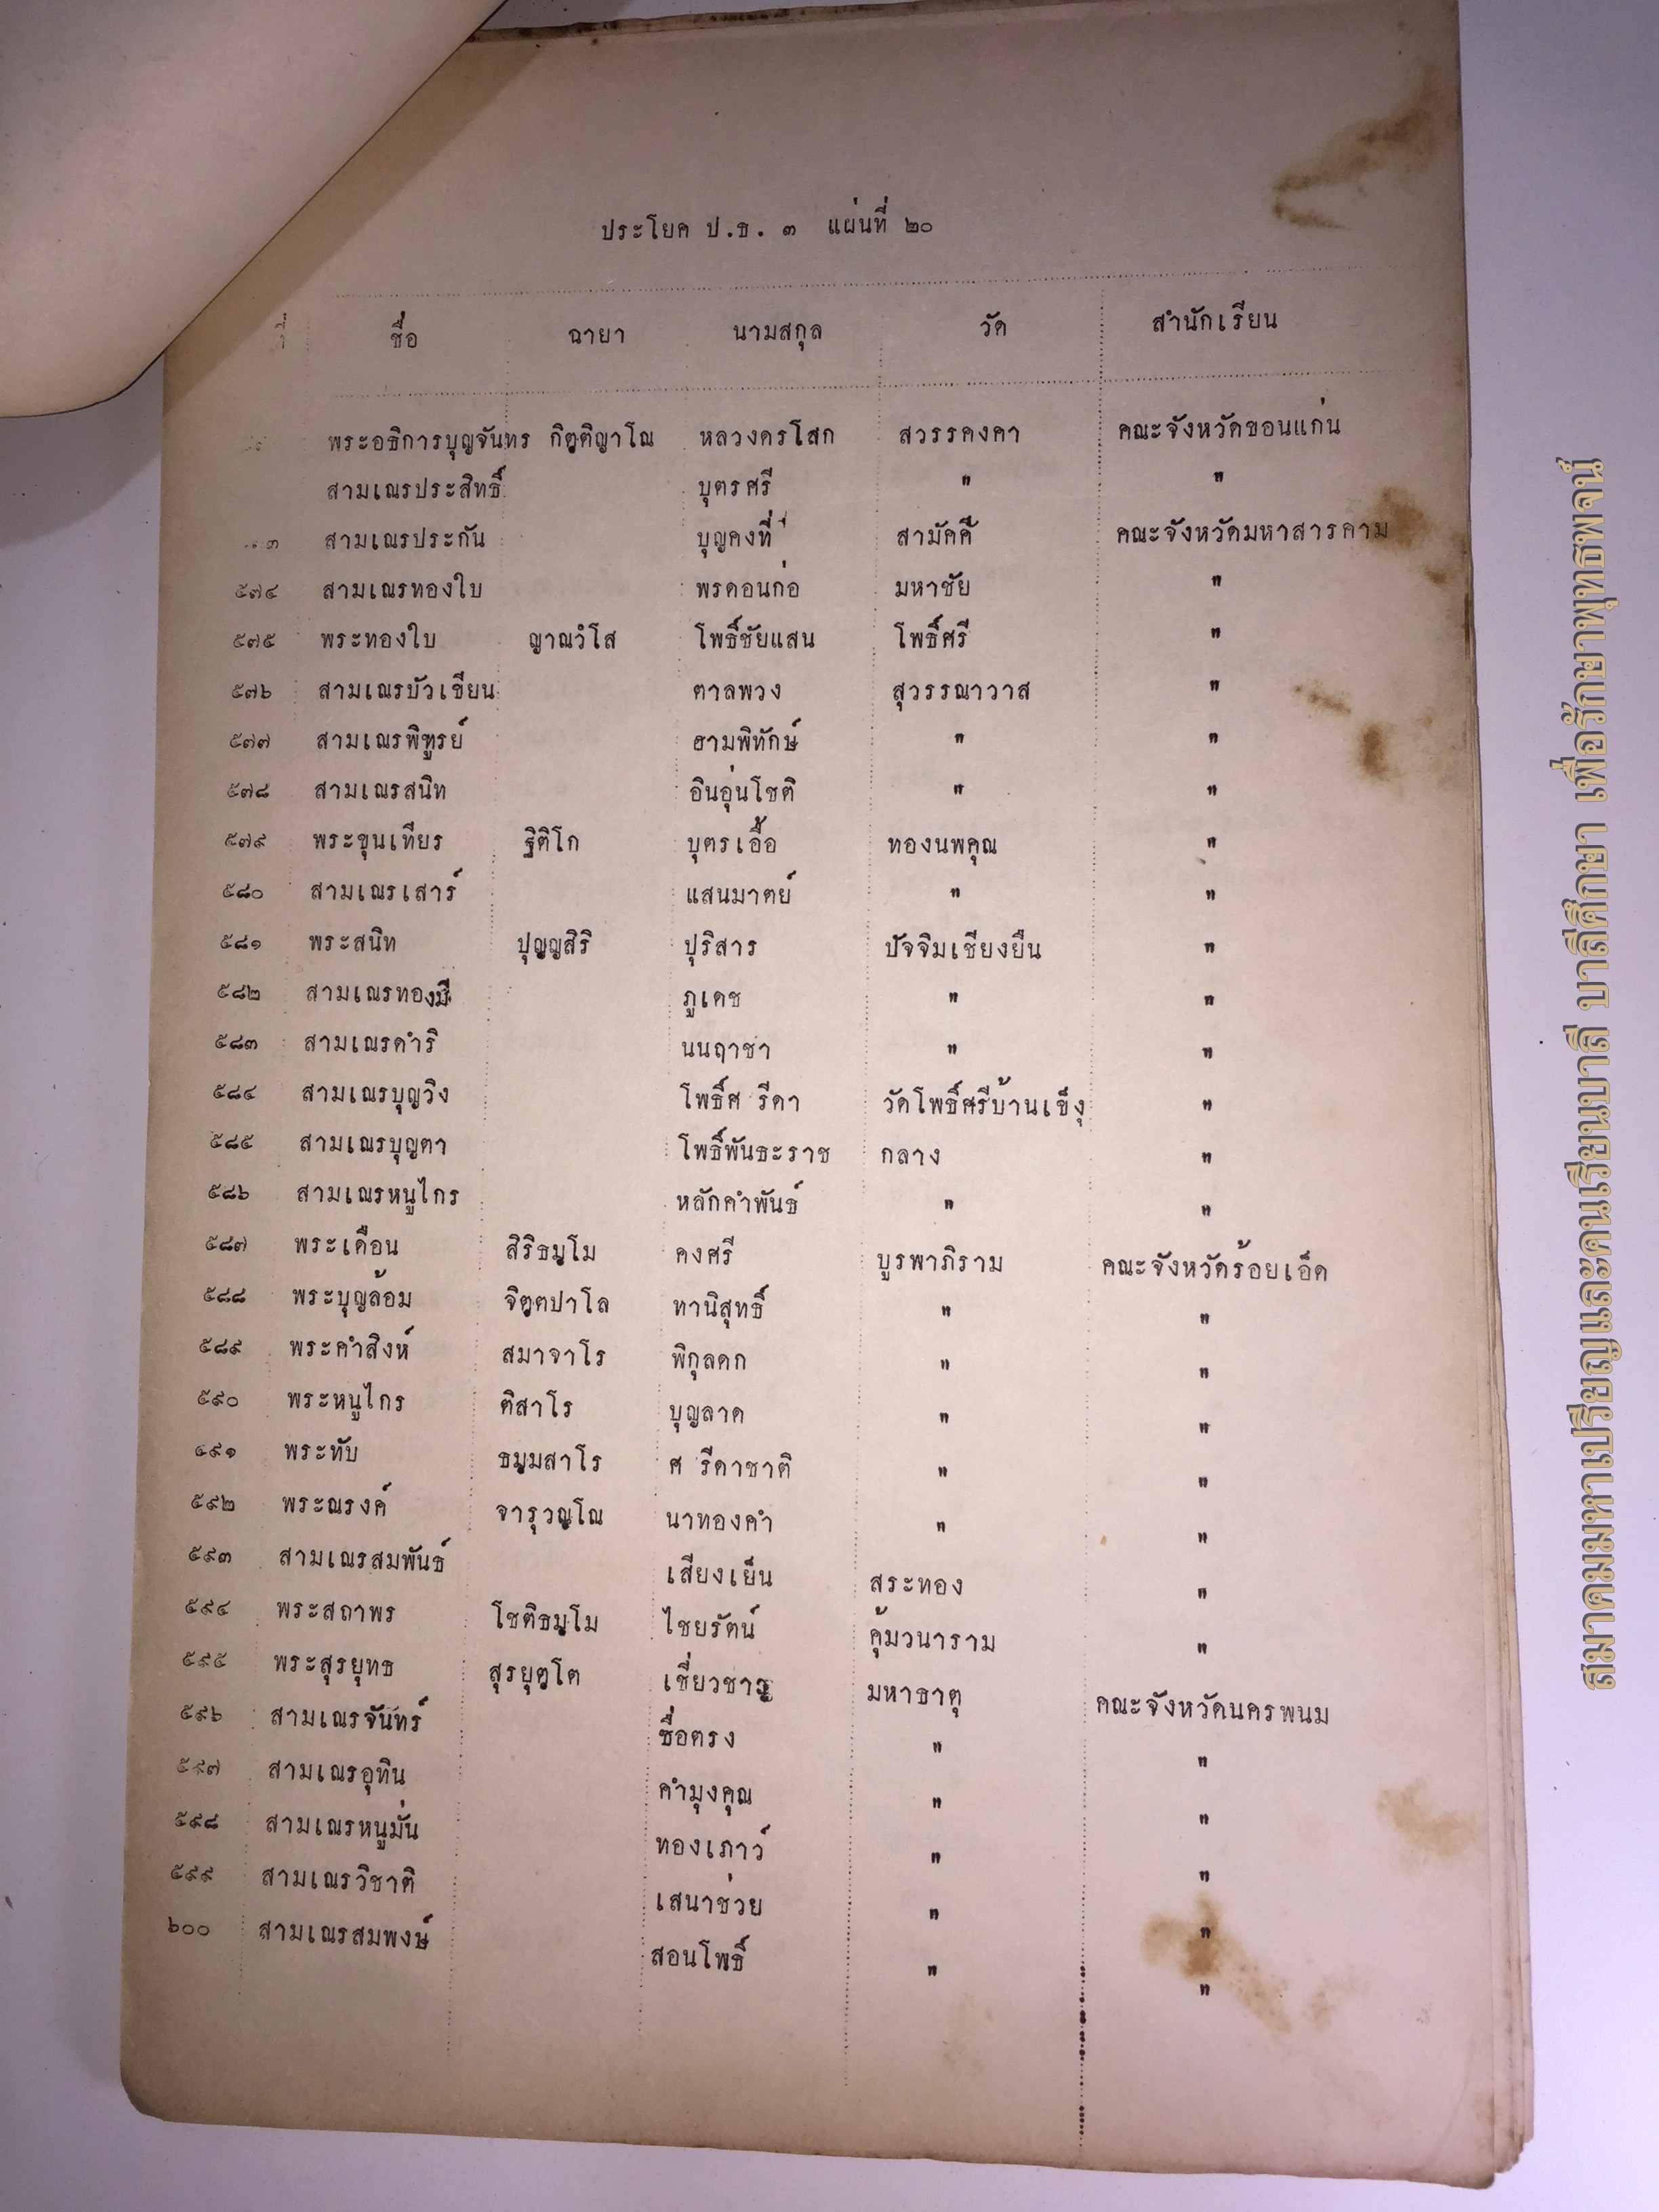 ประโยค ป.ธ. ๓ แผ่นที่ ๒๐
ที่ ชื่อ ฉายา นามสกุล วัด สำนักเรียน
พระอธิการบุญจันทร กิตฺติญาโณ หลวงดรโสก สวรรคงคา คณะจังหวัดขอนแก่น
สามเณรประสิทธิ์ บุตรศรี " "
๓ สามเณรประกัน บุญคงที่ สามัคคี คณะจังหวัดมหาสารคาม
๕๗๔ สามเณรทองใบ พรดอนก่อ มหาชัย "
๕๗๕ พระทองใบ ญาณวํโส โพธิ์ชัยแสน โพธิ์ศรี "
๕๗๖ สามเณรบัวเขียน ตาลพวง สุวรรณาวาส "
๕๗๗ สามเณรพิฑูรย์ ฮามพิทักษ์ " "
๕๗๘ สามเณรสนิท อินอุ่นโชติ " "
๕๗๙ พระขุนเทียร ฐิติโก บุตรเอื้อ ทองนพคุณ "
๕๘๐ สามเณรเสาร์ แสนมาตย์ " "
๕๘๑ พระสนิท ปุญฺญสิริ ปุริสาร ปัจจิมเชียงยืน "
๕๘๒ สามเณรทองมี ภูเดช " "
๕๘๓ สามเณรดำริ นนฤาชา " "
๕๘๔ สามเณรบุญวิง โพธิ์ศ รีดา วัดโพธิ์ศรีบ้านเข็งุ "
๕๘๕ สามเณรบุญตา โพธิ์พันธะราช กลาง "
๕๘๖ สามเณรหนูไกร หลักคำพันธ์ " "
๕๘๗ พระเดือน สิริธมฺโม คงศรี บูรพาภิราม คณะจังหวัดร้อยเอ็ด
๕๘๘ พระบุญล้อม จิตฺตปาโล ทานิสุทธิ์ " "
๕๘๙ พระคำสิงห์ สมาจาโร พิกุลดก " "
๕๙๐ พระหนูไกร ติสาโร บุญลาด " "
๕๙๑ พระทับ ธมฺมสาโร ศ รีดาชาติ " "
๕๙๒ พระณรงค์ จารุวณฺโณ นาทองคำ " "
๕๙๓ สามเณรสมพันธ์ เสียงเย็น สระทอง "
๕๙๔ พระสถาพร โชติธมฺโม ไชยรัตน์ คุ้มวนาราม "
๕๙๕ พระสุรยุทธ สุรยุตฺโต เชี่ยวชาญ มหาธาตุ คณะจังหวัดนครพนม
๕๙๖ สามเณรจันทร์ ซื่อตรง " "
๕๙๗ สามเณรอุทิน คำมุงคุณ " "
๕๙๘ สามเณรหนูมั่น ทองเภาว์ " "
๕๙๙ สามเณรวิชาติ เสนาช่วย " "
๖๐๐ สามเณรสมพงษ์ สอนโพธิ์ " "
สมาคมมหาเปรียญและคนเรียนบาลี บาลีศึกษา เพื่อรักษาพุทธพจน์